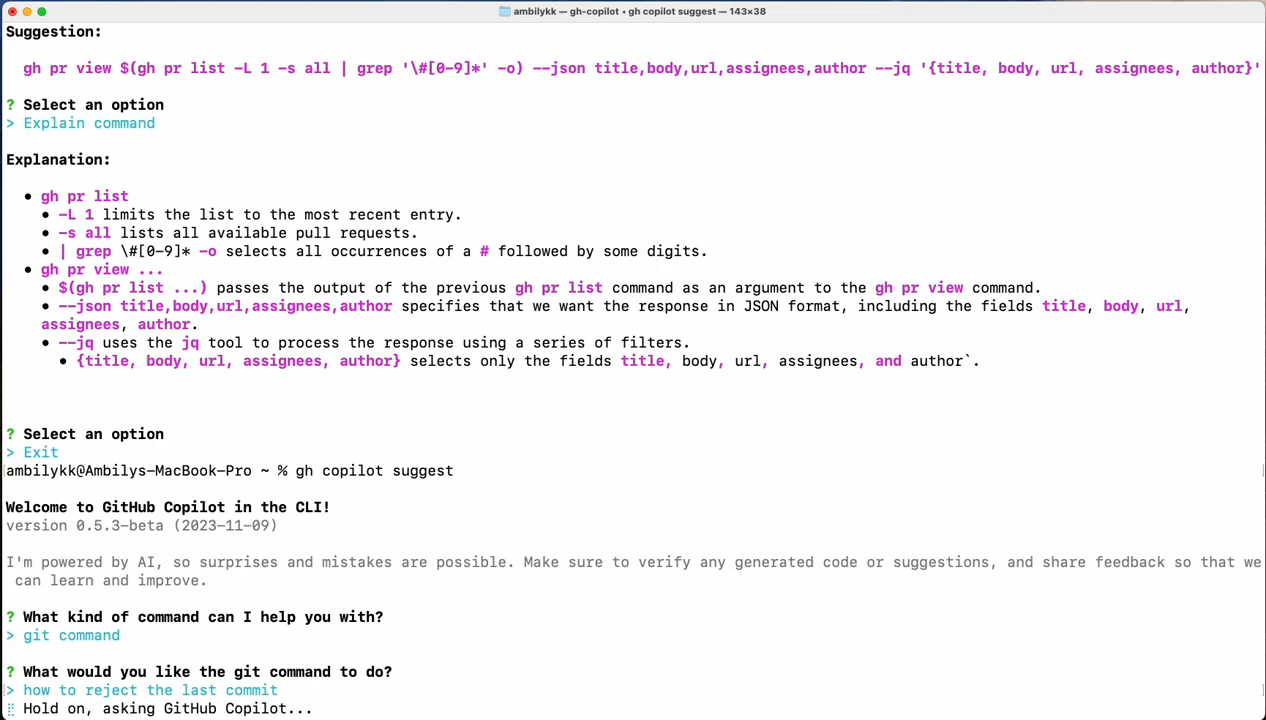 ambilykk — gh-copilot • gh copilot suggest — 143×38
Suggestion:
gh pr view $(gh pr list -L 1 -s all | grep '\#[0-9]*' -o) --json title,body,url,assignees,author --jq '{title, body, url, assignees, author}'
? Select an option
> Explain command
Explanation:
• gh pr list
• -L 1 limits the list to the most recent entry.
• -s all lists all available pull requests.
• | grep \#[0-9]* -o selects all occurrences of a # followed by some digits.
• gh pr view ...
• $(gh pr list ...) passes the output of the previous gh pr list command as an argument to the gh pr view command.
• --json title,body,url,assignees,author specifies that we want the response in JSON format, including the fields title, body, url,
assignees, author.
• --jq uses the jq tool to process the response using a series of filters.
• {title, body, url, assignees, author} selects only the fields title, body, url, assignees, and author`.
? Select an option
> Exit
ambilykk@Ambilys-MacBook-Pro ~ % gh copilot suggest
Welcome to GitHub Copilot in the CLI!
version 0.5.3-beta (2023-11-09)
I'm powered by AI, so surprises and mistakes are possible. Make sure to verify any generated code or suggestions, and share feedback so that we
can learn and improve.
? What kind of command can I help you with?
> git command
? What would you like the git command to do?
> how to reject the last commit
⣟ Hold on, asking GitHub Copilot...